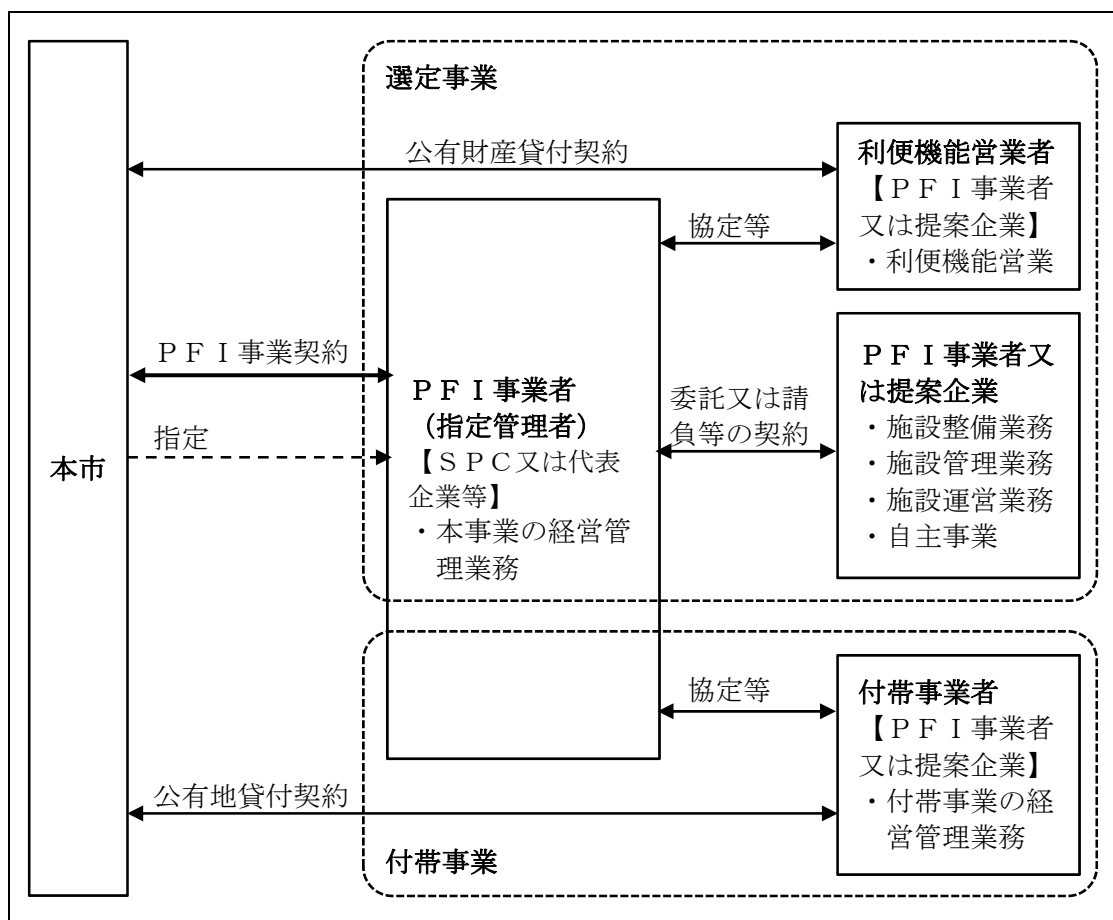 選定事業
公有財産貸付契約
利便機能営業者
【ＰＦＩ事業者
又は提案企業】
・利便機能営業
協定等
ＰＦＩ事業契約
指定
本市
ＰＦＩ事業者
（指定管理者）
【ＳＰＣ又は代表
企業等】
・本事業の経営管
理業務
委託又は請
負等の契約
ＰＦＩ事業者又
は提案企業
・施設整備業務
・施設管理業務
・施設運営業務
・自主事業
協定等
付帯事業者
【ＰＦＩ事業者
又は提案企業】
・付帯事業の経
営管理業務
公有地貸付契約
付帯事業